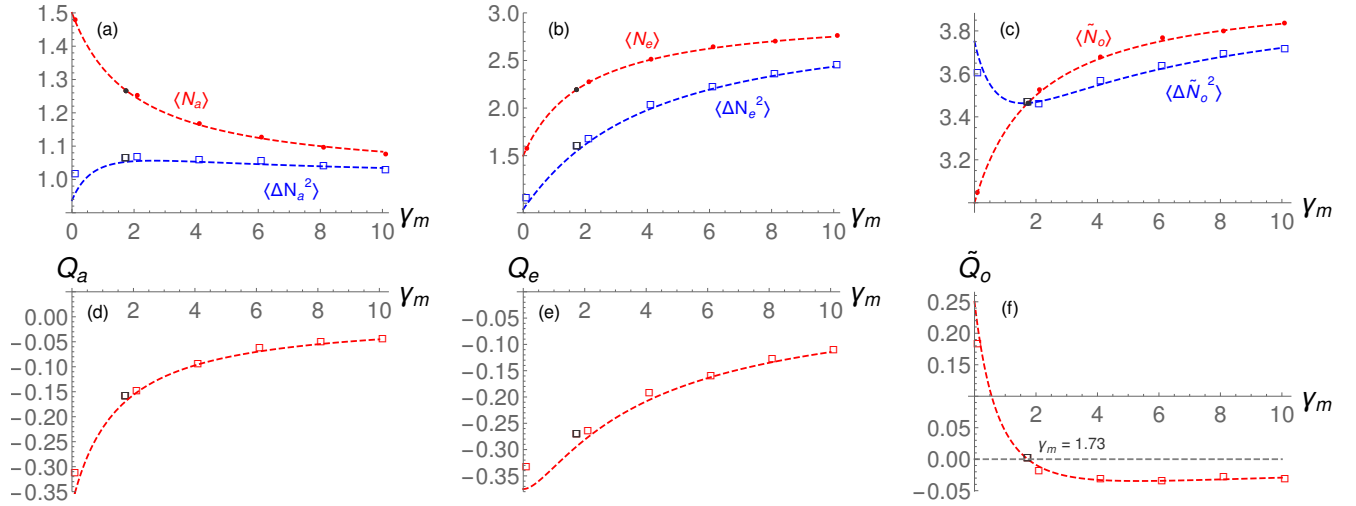 (a)
1.5
1.4
1.3
1.2
1.1
1.0
⟨Nₐ⟩
⟨ΔNₐ²⟩
0 2 4 6 8 10
γₘ
(b)
3.0
2.5
2.0
1.5
⟨Nₑ⟩
⟨ΔNₑ²⟩
0 2 4 6 8 10
γₘ
(c)
3.8
3.6
3.4
3.2
⟨Ñₒ⟩
⟨ΔÑₒ²⟩
0 2 4 6 8 10
γₘ
Qₐ
(d)
2 4 6 8 10
γₘ
0.00
−0.05
−0.10
−0.15
−0.20
−0.25
−0.30
−0.35
Qₑ
(e)
2 4 6 8 10
γₘ
−0.05
−0.10
−0.15
−0.20
−0.25
−0.30
−0.35
Q̃ₒ
(f)
0.25
0.20
0.15
2 4 6 8 10
γₘ
0.05
0.00
−0.05
γₘ = 1.73